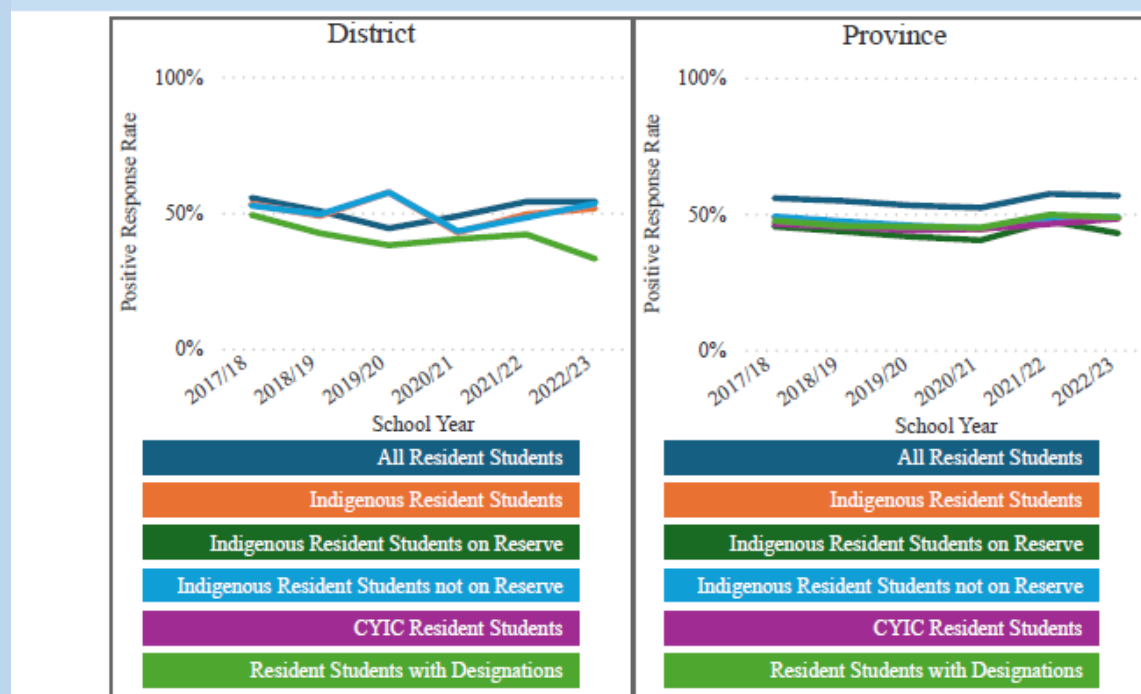 District
100%
50%
0%
Positive Response Rate
2017/18
2018/19
2019/20
2020/21
2021/22
2022/23
School Year
All Resident Students
Indigenous Resident Students
Indigenous Resident Students on Reserve
Indigenous Resident Students not on Reserve
CYIC Resident Students
Resident Students with Designations
Province
100%
50%
0%
Positive Response Rate
2017/18
2018/19
2019/20
2020/21
2021/22
2022/23
School Year
All Resident Students
Indigenous Resident Students
Indigenous Resident Students on Reserve
Indigenous Resident Students not on Reserve
CYIC Resident Students
Resident Students with Designations